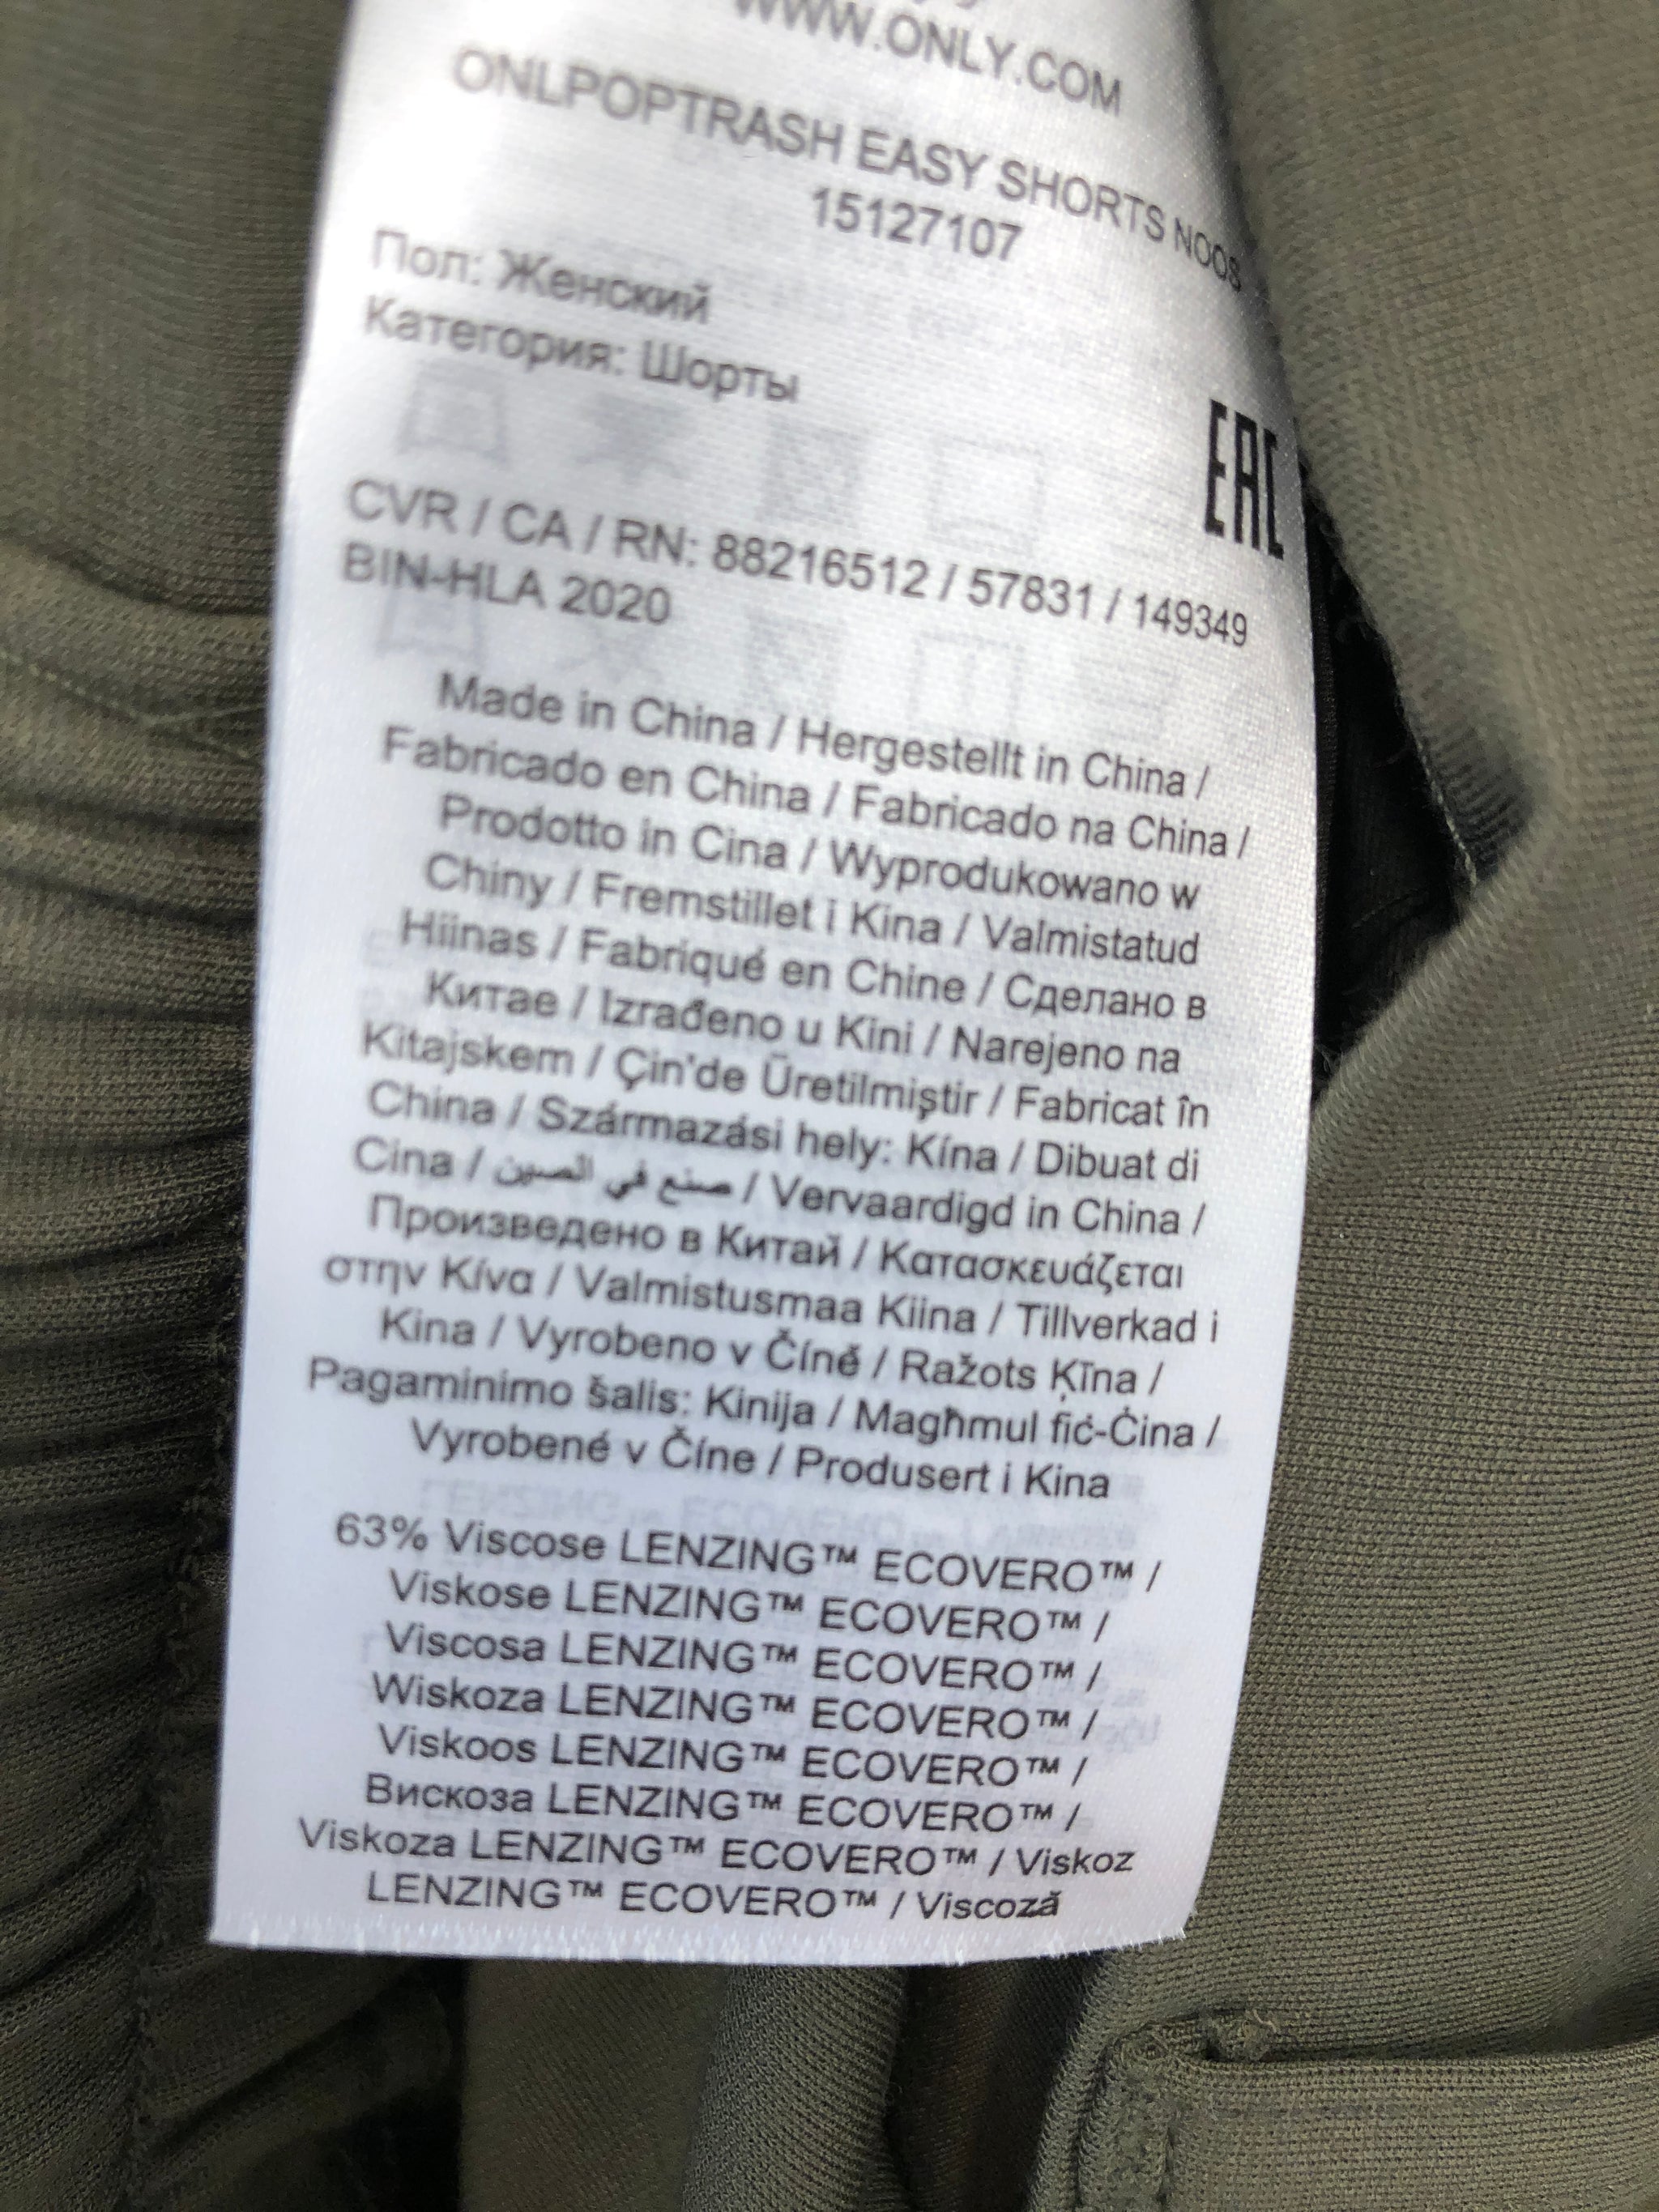 WWW.ONLY.COM
ONLPOPTRASH EASY SHORTS NOOS
15127107
Пол: Женский
Категория: Шорты
EAC
CVR / CA / RN: 88216512 / 57831 / 149349
BIN-HLA 2020
Made in China / Hergestellt in China /
Fabricado en China / Fabricado na China /
Prodotto in Cina / Wyprodukowano w
Chiny / Fremstillet i Kina / Valmistatud
Hiinas / Fabriqué en Chine / Сделано в
Китае / Izrađeno u Kini / Narejeno na
Kitajskem / Çin'de Üretilmiştir / Fabricat în
China / Származási hely: Kína / Dibuat di
Cina / صنع في الصين / Vervaardigd in China /
Произведено в Китай / Κατασκευάζεται
στην Κίνα / Valmistusmaa Kiina / Tillverkad i
Kina / Vyrobeno v Číně / Ražots Ķīna /
Pagaminimo šalis: Kinija / Magħmul fiċ-Ċina /
Vyrobené v Číne / Produsert i Kina
63% Viscose LENZING™ ECOVERO™ /
Viskose LENZING™ ECOVERO™ /
Viscosa LENZING™ ECOVERO™ /
Wiskoza LENZING™ ECOVERO™ /
Viskoos LENZING™ ECOVERO™ /
Вискоза LENZING™ ECOVERO™ /
Viskoza LENZING™ ECOVERO™ / Viskoz
LENZING™ ECOVERO™ / Viscoză